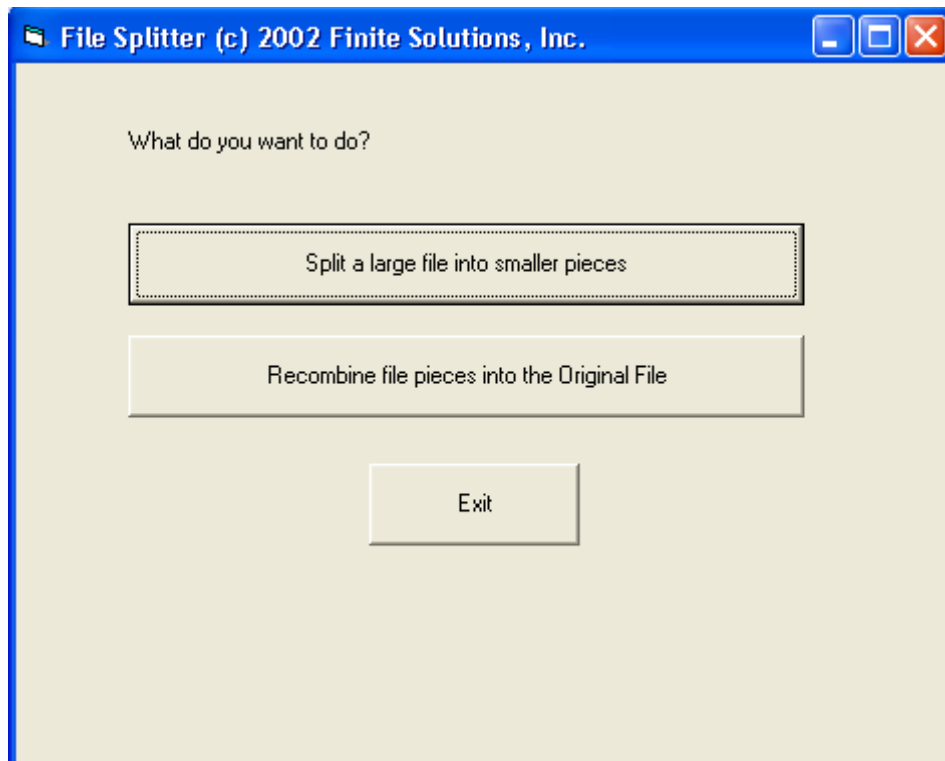 File Splitter (c) 2002 Finite Solutions, Inc.
What do you want to do?
Split a large file into smaller pieces
Recombine file pieces into the Original File
Exit